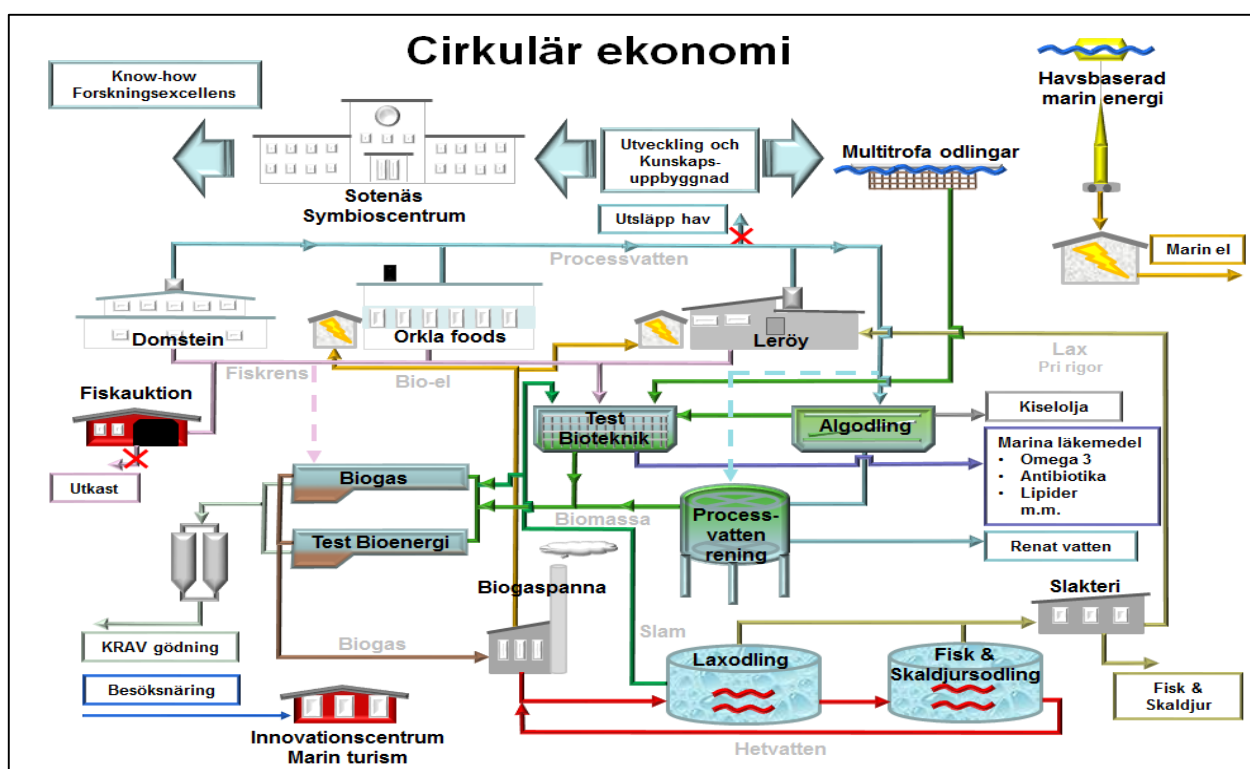 Cirkulär ekonomi
Know-how
Forskningsexcellens
Havsbaserad
marin energi
Utveckling och
Kunskaps-
uppbyggnad
Multitrofa odlingar
Sotenäs
Symbioscentrum
Utsläpp hav
Marin el
Processvatten
Domstein
Orkla foods
Leröy
Fiskrens
Bio-el
Lax
Pri rigor
Fiskauktion
Test
Bioteknik
Algodling
Kiselolja
Marina läkemedel
• Omega 3
• Antibiotika
• Lipider
m.m.
Utkast
Biogas
Biomassa
Process-
vatten
rening
Test Bioenergi
Renat vatten
Biogaspanna
Slakteri
KRAV gödning
Biogas
Slam
Laxodling
Fisk &
Skaldjursodling
Besöksnäring
Fisk &
Skaldjur
Innovationscentrum
Marin turism
Hetvatten